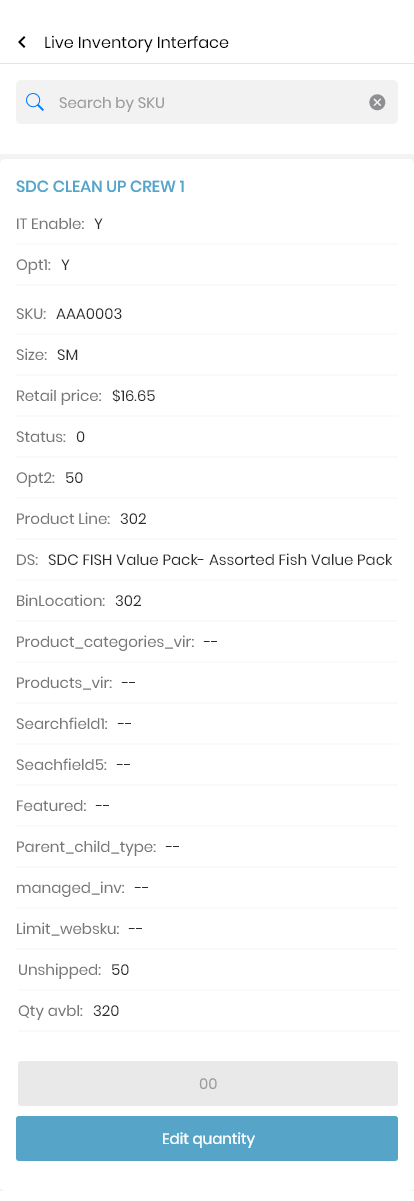 Live Inventory Interface
Search by SKU
SDC CLEAN UP CREW 1
IT Enable: Y
Opt1: Y
SKU: AAA0003
Size: SM
Retail price: $16.65
Status: 0
Opt2: 50
Product Line: 302
DS: SDC FISH Value Pack- Assorted Fish Value Pack
BinLocation: 302
Product_categories_vir: --
Products_vir: --
Searchfield1: --
Seachfield5: --
Featured: --
Parent_child_type: --
managed_inv: --
Limit_websku: --
Unshipped: 50
Qty avbl: 320
00
Edit quantity